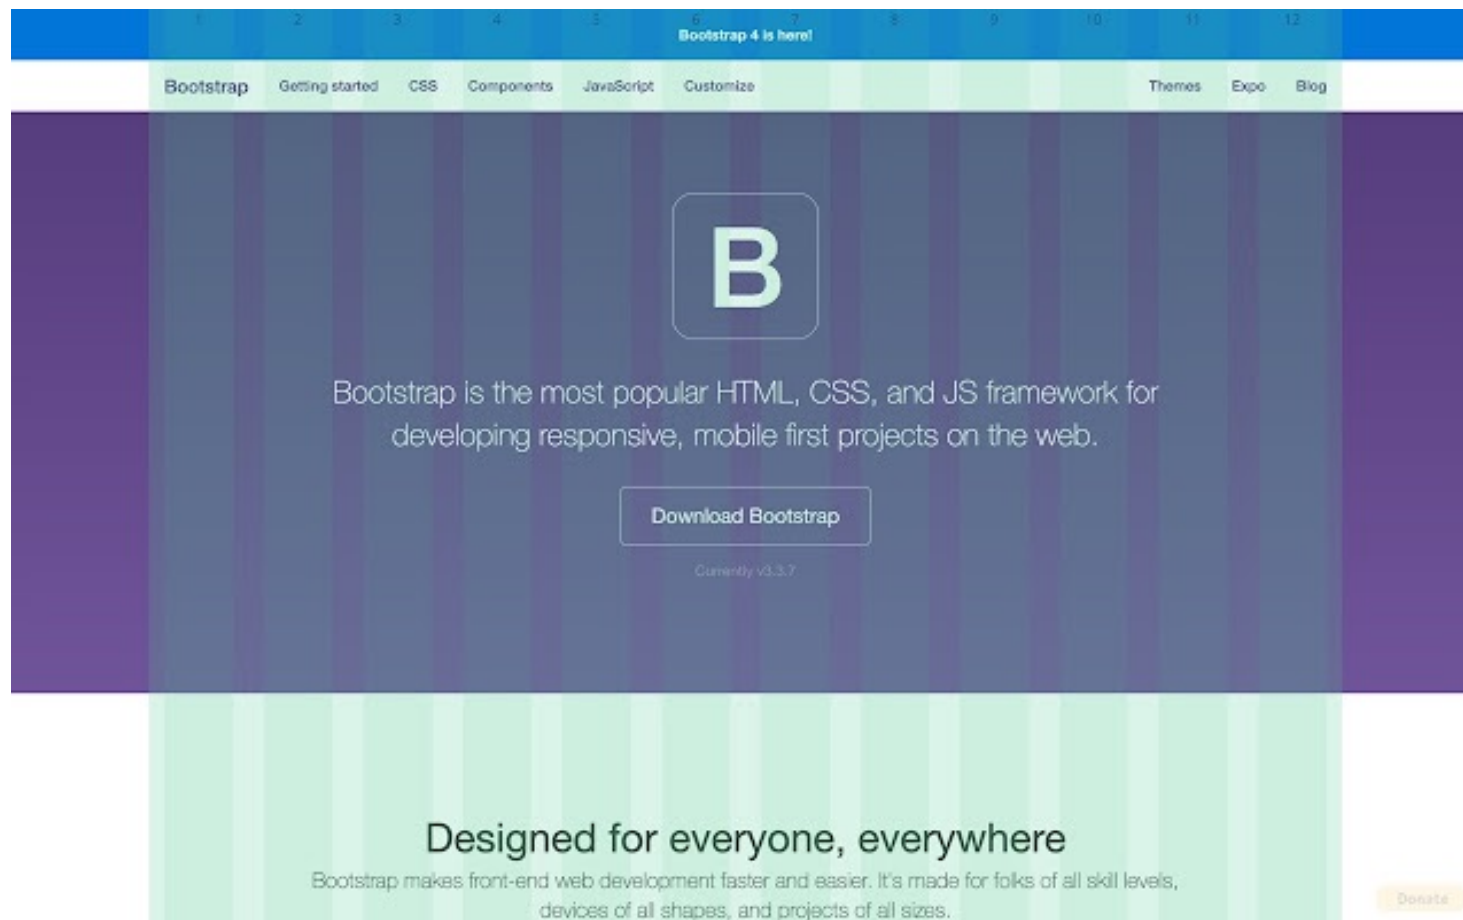 1 2 3 4 5 6 7 8 9 10 11 12
Bootstrap 4 is here!
Bootstrap Getting started CSS Components JavaScript Customize Themes Expo Blog
B
Bootstrap is the most popular HTML, CSS, and JS framework for
developing responsive, mobile first projects on the web.
Download Bootstrap
Currently v3.3.7
Designed for everyone, everywhere
Bootstrap makes front-end web development faster and easier. It's made for folks of all skill levels,
devices of all shapes, and projects of all sizes.
Donate